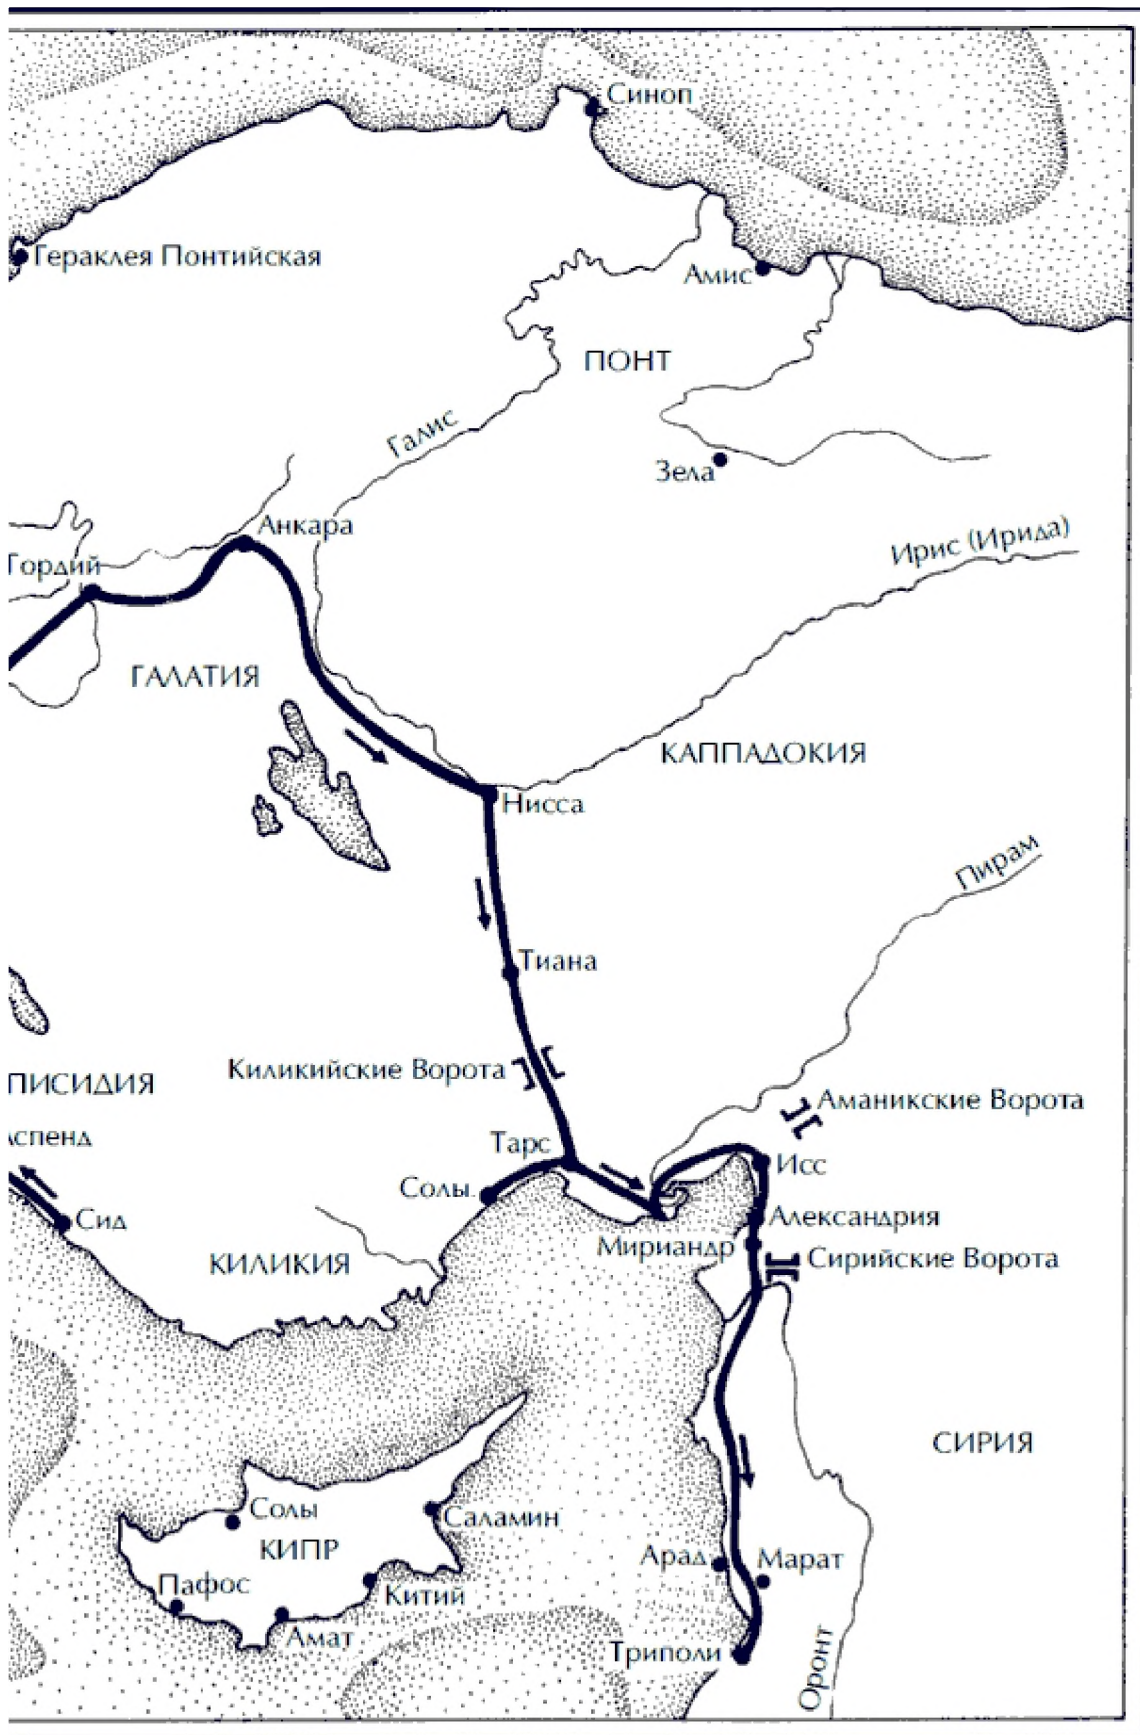 Синоп
Гераклея Понтийская
Амис
ПОНТ
Галис
Зела
Анкара
Ирис (Ирида)
Гордий
ГАЛАТИЯ
КАППАДОКИЯ
Нисса
Пирам
Тиана
Киликийские Ворота
ПИСИДИЯ
Аманикские Ворота
спенд
Тарс
Исс
Солы
Сид
Александрия
Мириандр
КИЛИКИЯ
Сирийские Ворота
СИРИЯ
Солы
Саламин
КИПР
Арад
Марат
Пафос
Китий
Амат
Триполи
Оронт